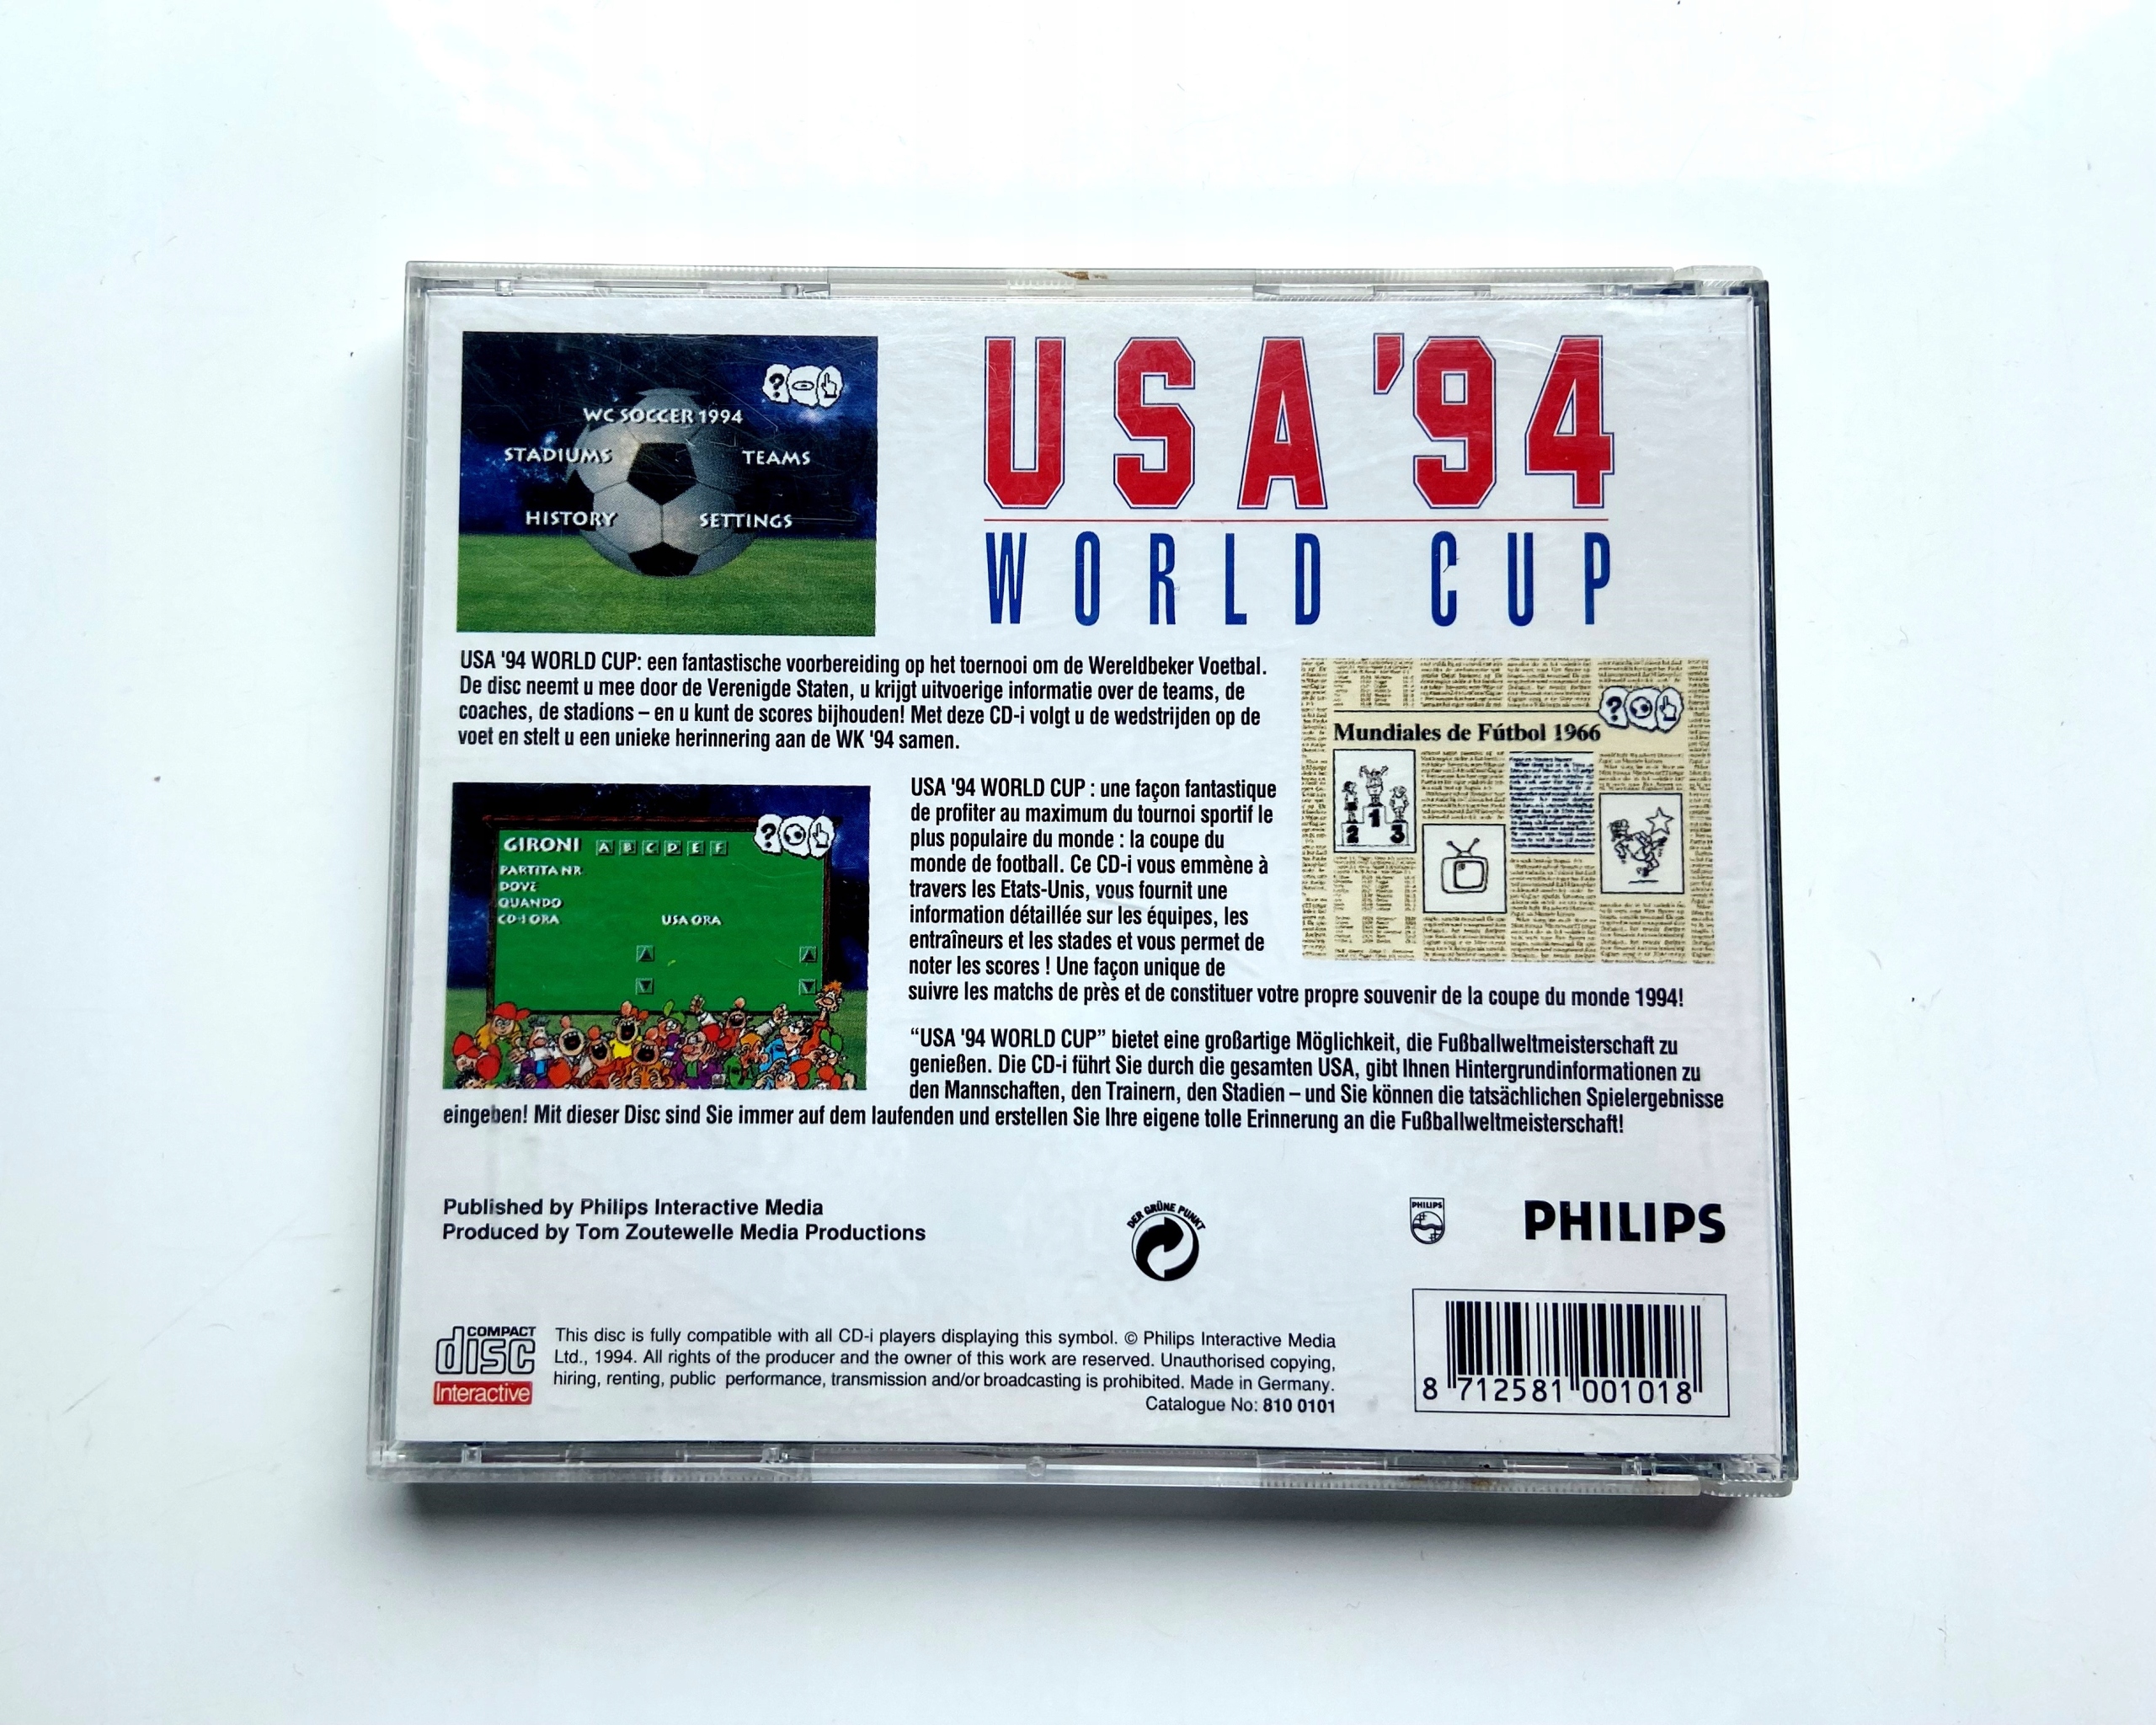 WC SOCCER 1994
STADIUMS
TEAMS
HISTORY
SETTINGS
USA '94
WORLD CUP
USA '94 WORLD CUP: een fantastische voorbereiding op het toernooi om de Wereldbeker Voetbal.
De disc neemt u mee door de Verenigde Staten, u krijgt uitvoerige informatie over de teams, de
coaches, de stadions – en u kunt de scores bijhouden! Met deze CD-i volgt u de wedstrijden op de
voet en stelt u een unieke herinnering aan de WK '94 samen.
Mundiales de Fútbol 1966
2 1 3
GIRONI A B C D E F
PARTITA NR
DOVE
QUANDO
CD-I ORA
USA ORA
USA '94 WORLD CUP : une façon fantastique
de profiter au maximum du tournoi sportif le
plus populaire du monde : la coupe du
monde de football. Ce CD-i vous emmène à
travers les Etats-Unis, vous fournit une
information détaillée sur les équipes, les
entraîneurs et les stades et vous permet de
noter les scores ! Une façon unique de
suivre les matchs de près et de constituer votre propre souvenir de la coupe du monde 1994!
“USA '94 WORLD CUP” bietet eine großartige Möglichkeit, die Fußballweltmeisterschaft zu
genießen. Die CD-i führt Sie durch die gesamten USA, gibt Ihnen Hintergrundinformationen zu
den Mannschaften, den Trainern, den Stadien – und Sie können die tatsächlichen Spielergebnisse
eingeben! Mit dieser Disc sind Sie immer auf dem laufenden und erstellen Sie Ihre eigene tolle Erinnerung an die Fußballweltmeisterschaft!
Published by Philips Interactive Media
Produced by Tom Zoutewelle Media Productions
DER GRÜNE PUNKT
PHILIPS
PHILIPS
COMPACT
disc
Interactive
This disc is fully compatible with all CD-i players displaying this symbol. © Philips Interactive Media
Ltd., 1994. All rights of the producer and the owner of this work are reserved. Unauthorised copying,
hiring, renting, public performance, transmission and/or broadcasting is prohibited. Made in Germany.
Catalogue No: 810 0101
8 712581 001018